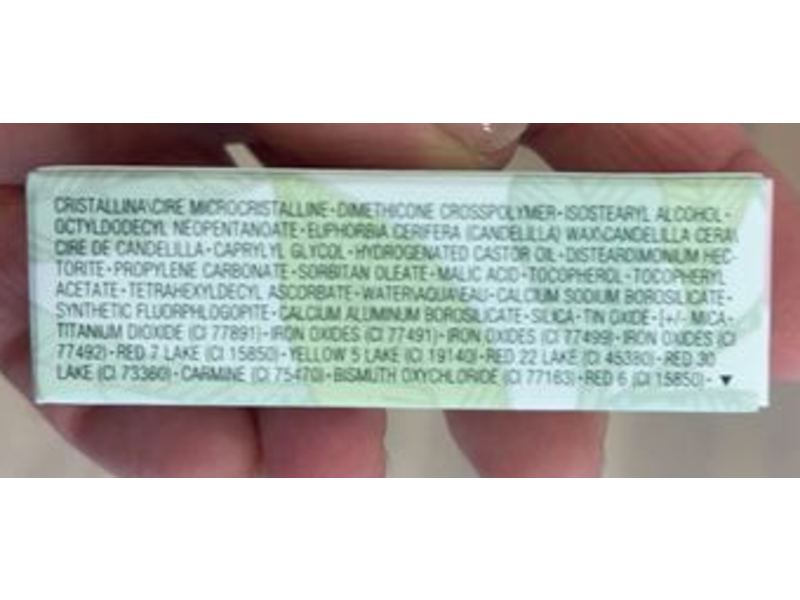 CRISTALLINA\CIRE MICROCRISTALLINE • DIMETHICONE CROSSPOLYMER • ISOSTEARYL ALCOHOL •
OCTYLDODECYL NEOPENTANOATE • EUPHORBIA CERIFERA (CANDELILLA) WAX\CANDELILLA CERA\
CIRE DE CANDELILLA • CAPRYLYL GLYCOL • HYDROGENATED CASTOR OIL • DISTEARDIMONIUM HEC-
TORITE • PROPYLENE CARBONATE • SORBITAN OLEATE • MALIC ACID • TOCOPHEROL • TOCOPHERYL
ACETATE • TETRAHEXYLDECYL ASCORBATE • WATER\AQUA\EAU • CALCIUM SODIUM BOROSILICATE •
SYNTHETIC FLUORPHLOGOPITE • CALCIUM ALUMINUM BOROSILICATE • SILICA • TIN OXIDE • [+/- MICA •
TITANIUM DIOXIDE (CI 77891) • IRON OXIDES (CI 77491) • IRON OXIDES (CI 77499) • IRON OXIDES (CI
77492) • RED 7 LAKE (CI 15850) • YELLOW 5 LAKE (CI 19140) • RED 22 LAKE (CI 45380) • RED 30
LAKE (CI 73360) • CARMINE (CI 75470) • BISMUTH OXYCHLORIDE (CI 77163) • RED 6 (CI 15850) • ▼